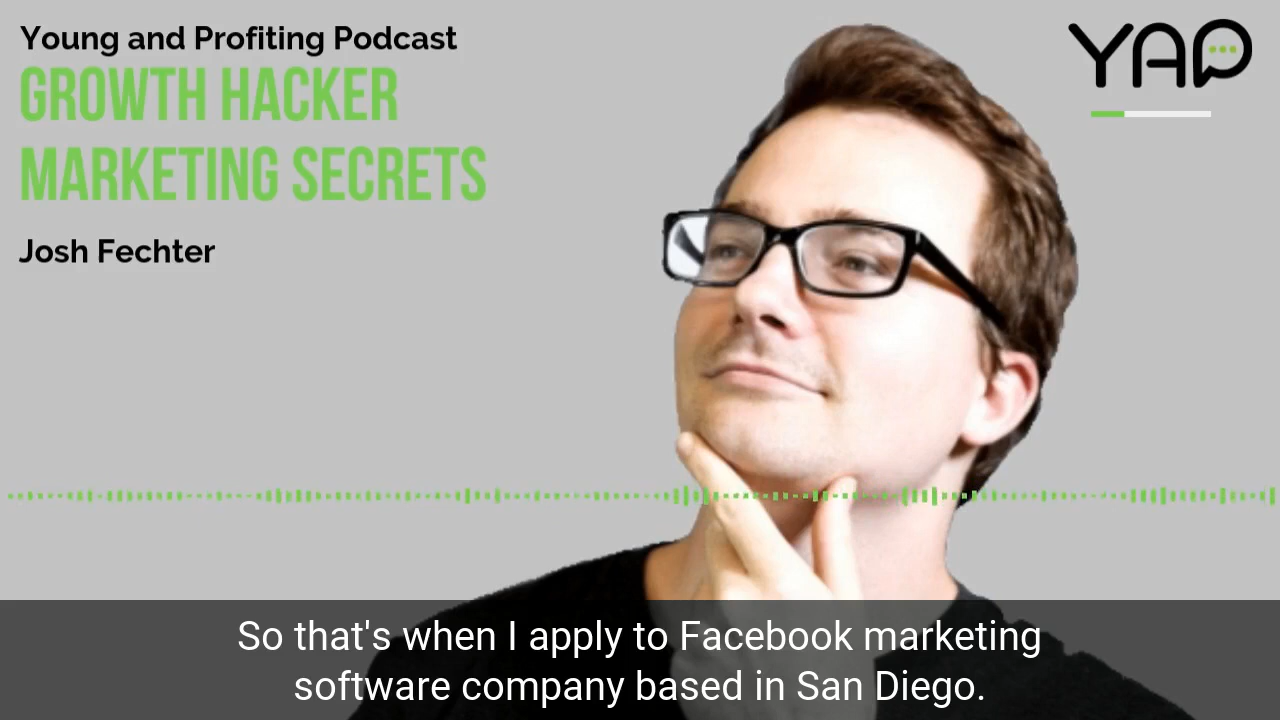 Young and Profiting Podcast
YAP
GROWTH HACKER
MARKETING SECRETS
Josh Fechter
So that's when I apply to Facebook marketing
software company based in San Diego.